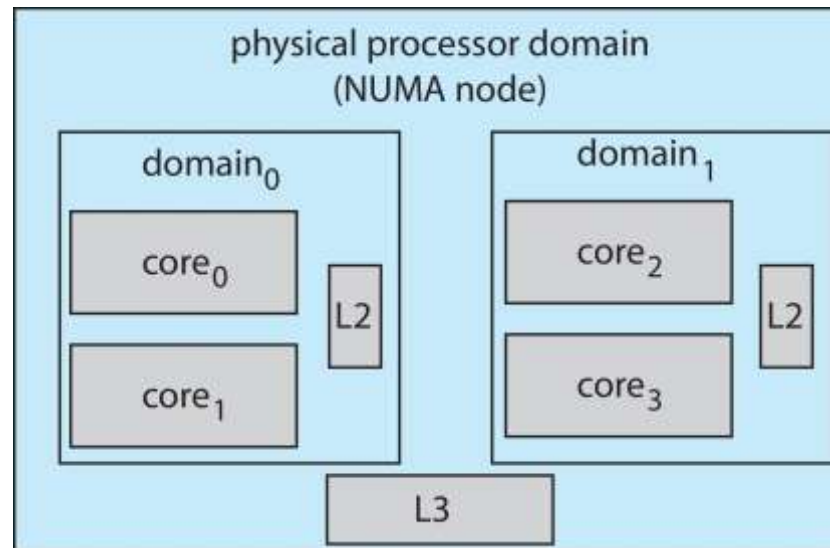 physical processor domain
(NUMA node)
domain₀
core₀
core₁
L2
domain₁
core₂
core₃
L2
L3